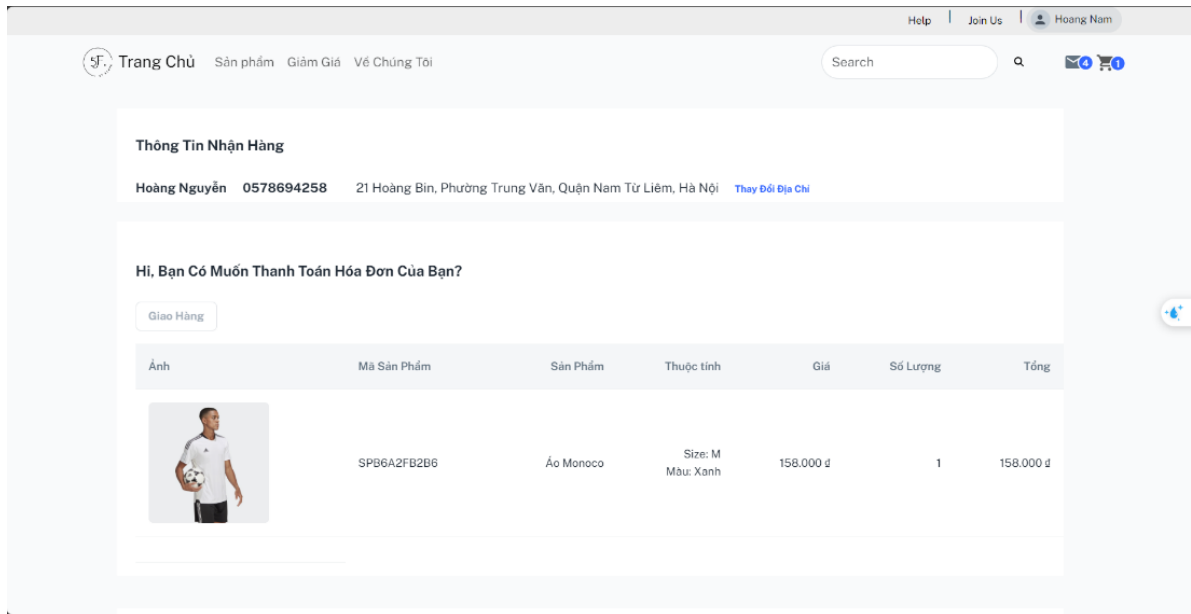 Help Join Us Hoang Nam
5F. Trang Chủ Sản phẩm Giảm Giá Về Chúng Tôi Search 4 1
Thông Tin Nhận Hàng
Hoàng Nguyễn 0578694258 21 Hoàng Bin, Phường Trung Văn, Quận Nam Từ Liêm, Hà Nội Thay Đổi Địa Chỉ
Hi, Bạn Có Muốn Thanh Toán Hóa Đơn Của Bạn?
Giao Hàng
Ảnh Mã Sản Phẩm Sản Phẩm Thuộc tính Giá Số Lượng Tổng
SPB6A2FB2B6 Áo Monoco Size: M 158.000 ₫ 1 158.000 ₫
Màu: Xanh